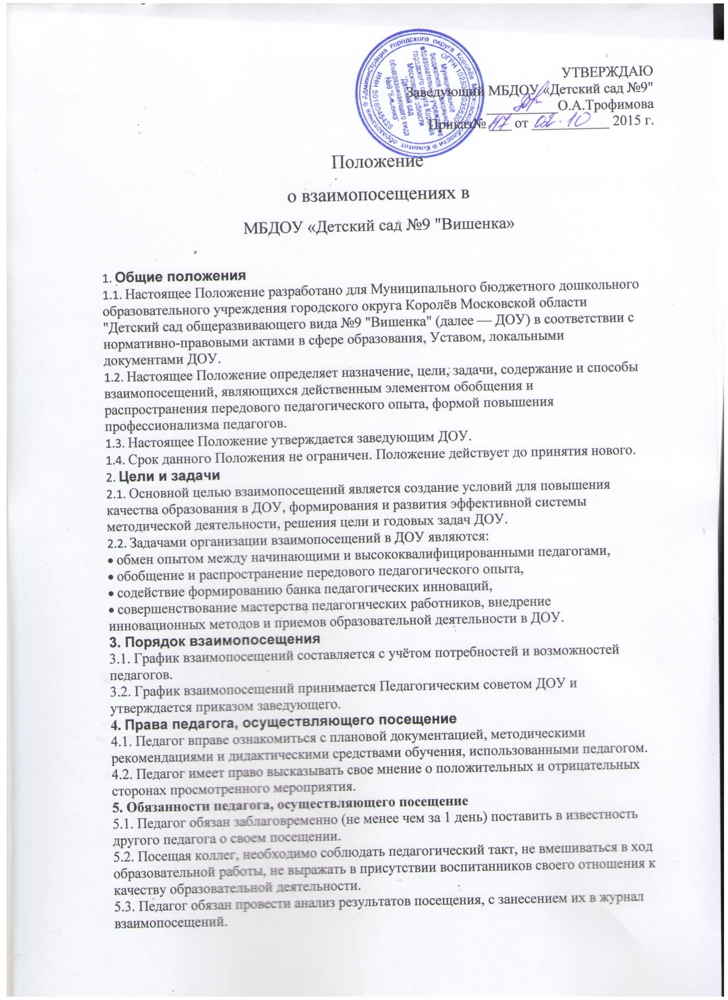 Администрация городского округа Королёв Московской области * Комитет образования *
ИНН 5018045425
Муниципальное
бюджетное дошкольное
образовательное учреждение
городского округа Королёв
Московской области
"Детский сад
общеразвивающего вида
№9 "Вишенка"
УТВЕРЖДАЮ
Заведующий МБДОУ «Детский сад №9"
___________О.А.Трофимова
Приказ№ 117 от 02.10 2015 г.
Положение
о взаимопосещениях в
МБДОУ «Детский сад №9 "Вишенка»
1. Общие положения
1.1. Настоящее Положение разработано для Муниципального бюджетного дошкольного
образовательного учреждения городского округа Королёв Московской области
"Детский сад общеразвивающего вида №9 "Вишенка" (далее — ДОУ) в соответствии с
нормативно-правовыми актами в сфере образования, Уставом, локальными
документами ДОУ.
1.2. Настоящее Положение определяет назначение, цели, задачи, содержание и способы
взаимопосещений, являющихся действенным элементом обобщения и
распространения передового педагогического опыта, формой повышения
профессионализма педагогов.
1.3. Настоящее Положение утверждается заведующим ДОУ.
1.4. Срок данного Положения не ограничен. Положение действует до принятия нового.
2. Цели и задачи
2.1. Основной целью взаимопосещений является создание условий для повышения
качества образования в ДОУ, формирования и развития эффективной системы
методической деятельности, решения цели и годовых задач ДОУ.
2.2. Задачами организации взаимопосещений в ДОУ являются:
• обмен опытом между начинающими и высококвалифицированными педагогами,
• обобщение и распространение передового педагогического опыта,
• содействие формированию банка педагогических инноваций,
• совершенствование мастерства педагогических работников, внедрение
инновационных методов и приемов образовательной деятельности в ДОУ.
3. Порядок взаимопосещения
3.1. График взаимопосещений составляется с учётом потребностей и возможностей
педагогов.
3.2. График взаимопосещений принимается Педагогическим советом ДОУ и
утверждается приказом заведующего.
4. Права педагога, осуществляющего посещение
4.1. Педагог вправе ознакомиться с плановой документацией, методическими
рекомендациями и дидактическими средствами обучения, использованными педагогом.
4.2. Педагог имеет право высказывать свое мнение о положительных и отрицательных
сторонах просмотренного мероприятия.
5. Обязанности педагога, осуществляющего посещение
5.1. Педагог обязан заблаговременно (не менее чем за 1 день) поставить в известность
другого педагога о своем посещении.
5.2. Посещая коллег, необходимо соблюдать педагогический такт, не вмешиваться в ход
образовательной работы, не выражать в присутствии воспитанников своего отношения к
качеству образовательной деятельности.
5.3. Педагог обязан провести анализ результатов посещения, с занесением их в журнал
взаимопосещений.